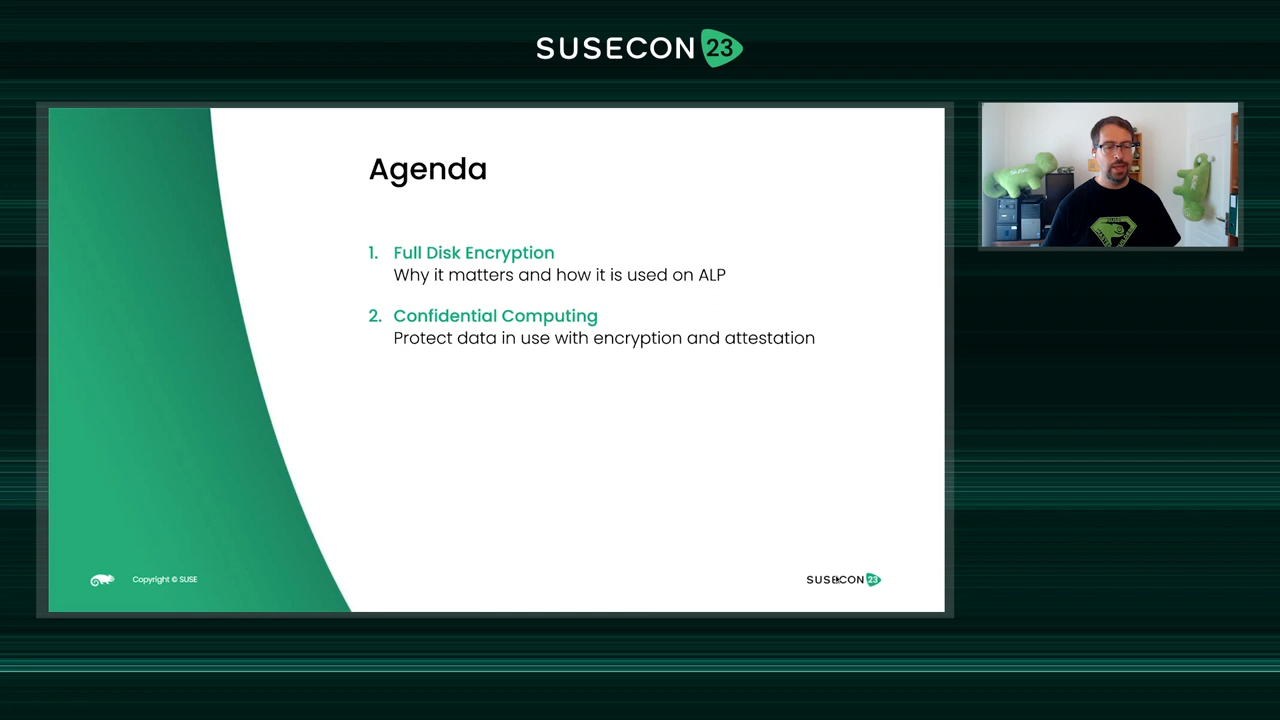 SUSECON 23
Agenda
1. Full Disk Encryption
Why it matters and how it is used on ALP
2. Confidential Computing
Protect data in use with encryption and attestation
Copyright © SUSE
SUSECON 23
SUSE